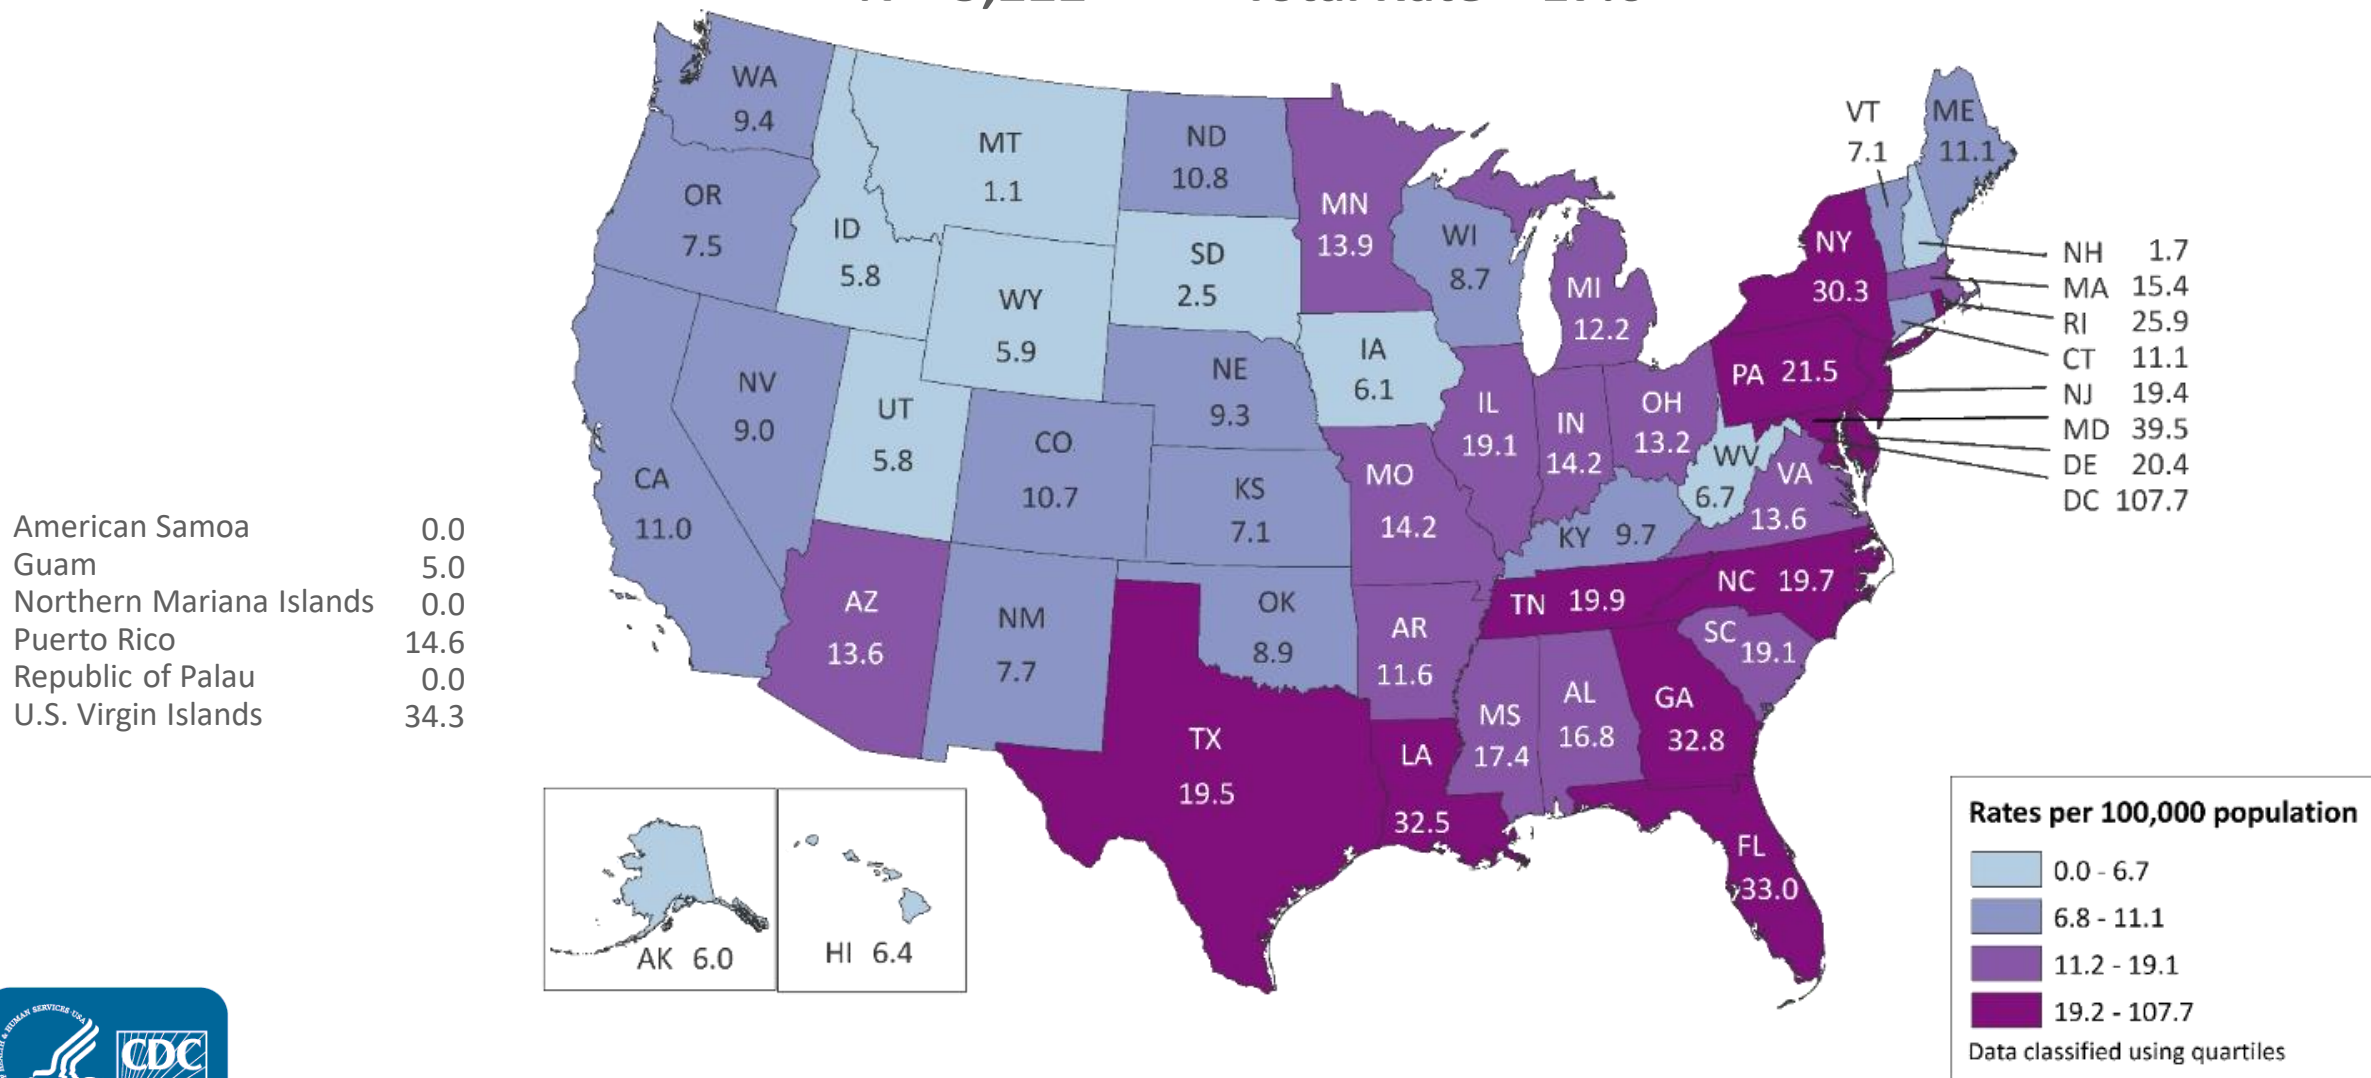 WA
9.4
OR
7.5
CA
11.0
NV
9.0
ID
5.8
MT
1.1
WY
5.9
UT
5.8
AZ
13.6
CO
10.7
NM
7.7
ND
10.8
SD
2.5
NE
9.3
KS
7.1
OK
8.9
TX
19.5
MN
13.9
IA
6.1
MO
14.2
AR
11.6
LA
32.5
WI
8.7
IL
19.1
MI
12.2
IN
14.2
OH
13.2
KY 9.7
TN 19.9
MS
17.4
AL
16.8
GA
32.8
FL
33.0
SC
19.1
NC 19.7
VA
13.6
WV
6.7
PA 21.5
NY
30.3
VT
7.1
ME
11.1
NH 1.7
MA 15.4
RI 25.9
CT 11.1
NJ 19.4
MD 39.5
DE 20.4
DC 107.7
AK 6.0
HI 6.4
American Samoa 0.0
Guam 5.0
Northern Mariana Islands 0.0
Puerto Rico 14.6
Republic of Palau 0.0
U.S. Virgin Islands 34.3
Rates per 100,000 population
0.0 - 6.7
6.8 - 11.1
11.2 - 19.1
19.2 - 107.7
Data classified using quartiles
HUMAN SERVICES USA
CDC